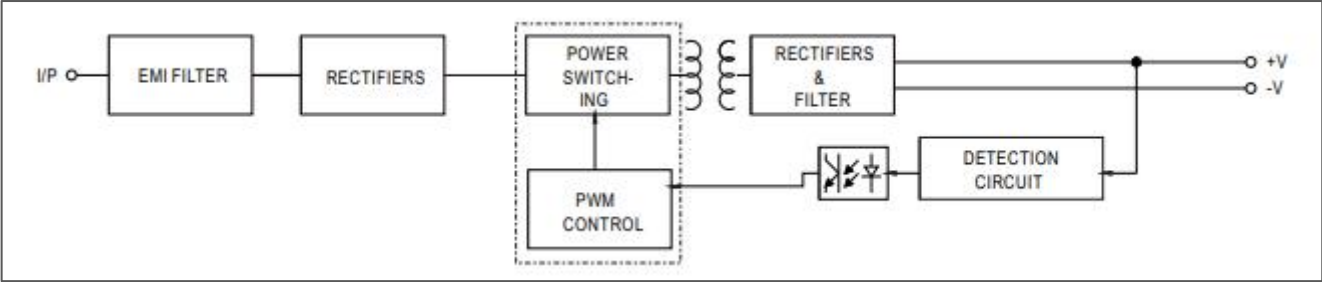 I/P
EMI FILTER
RECTIFIERS
POWER
SWITCH-
ING
RECTIFIERS
&
FILTER
+V
-V
PWM
CONTROL
DETECTION
CIRCUIT